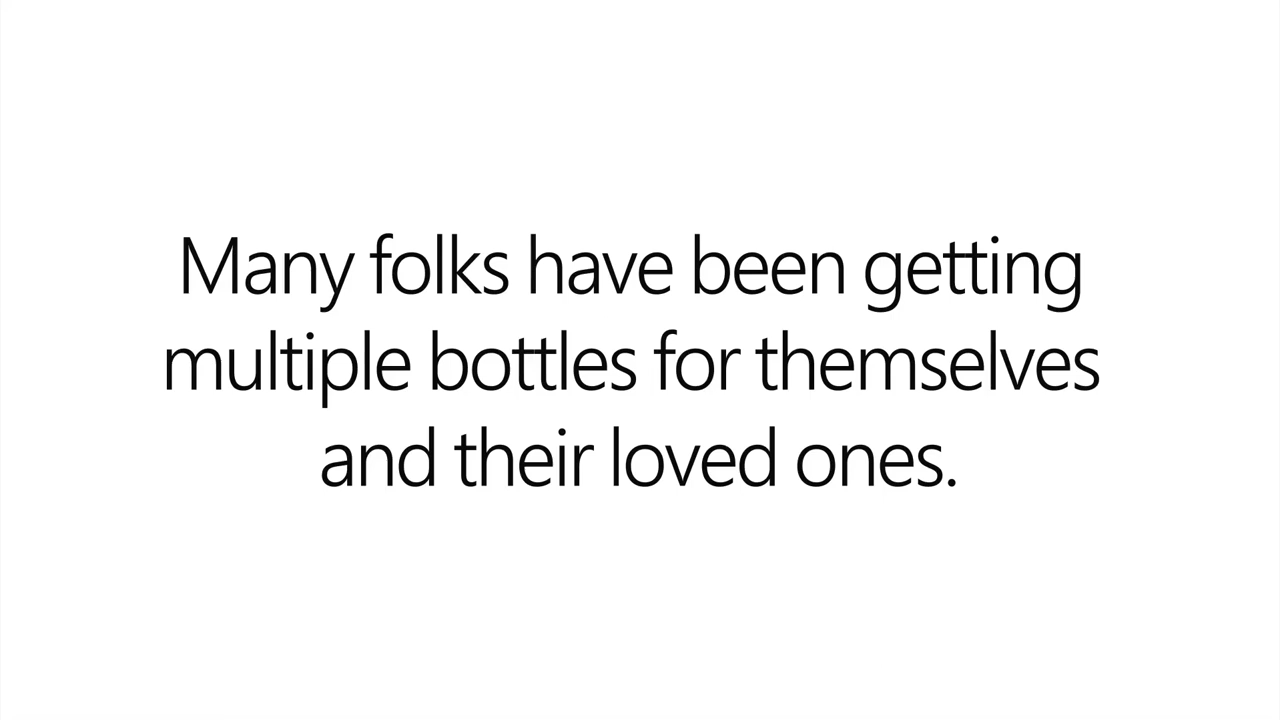 Many folks have been getting
multiple bottles for themselves
and their loved ones.